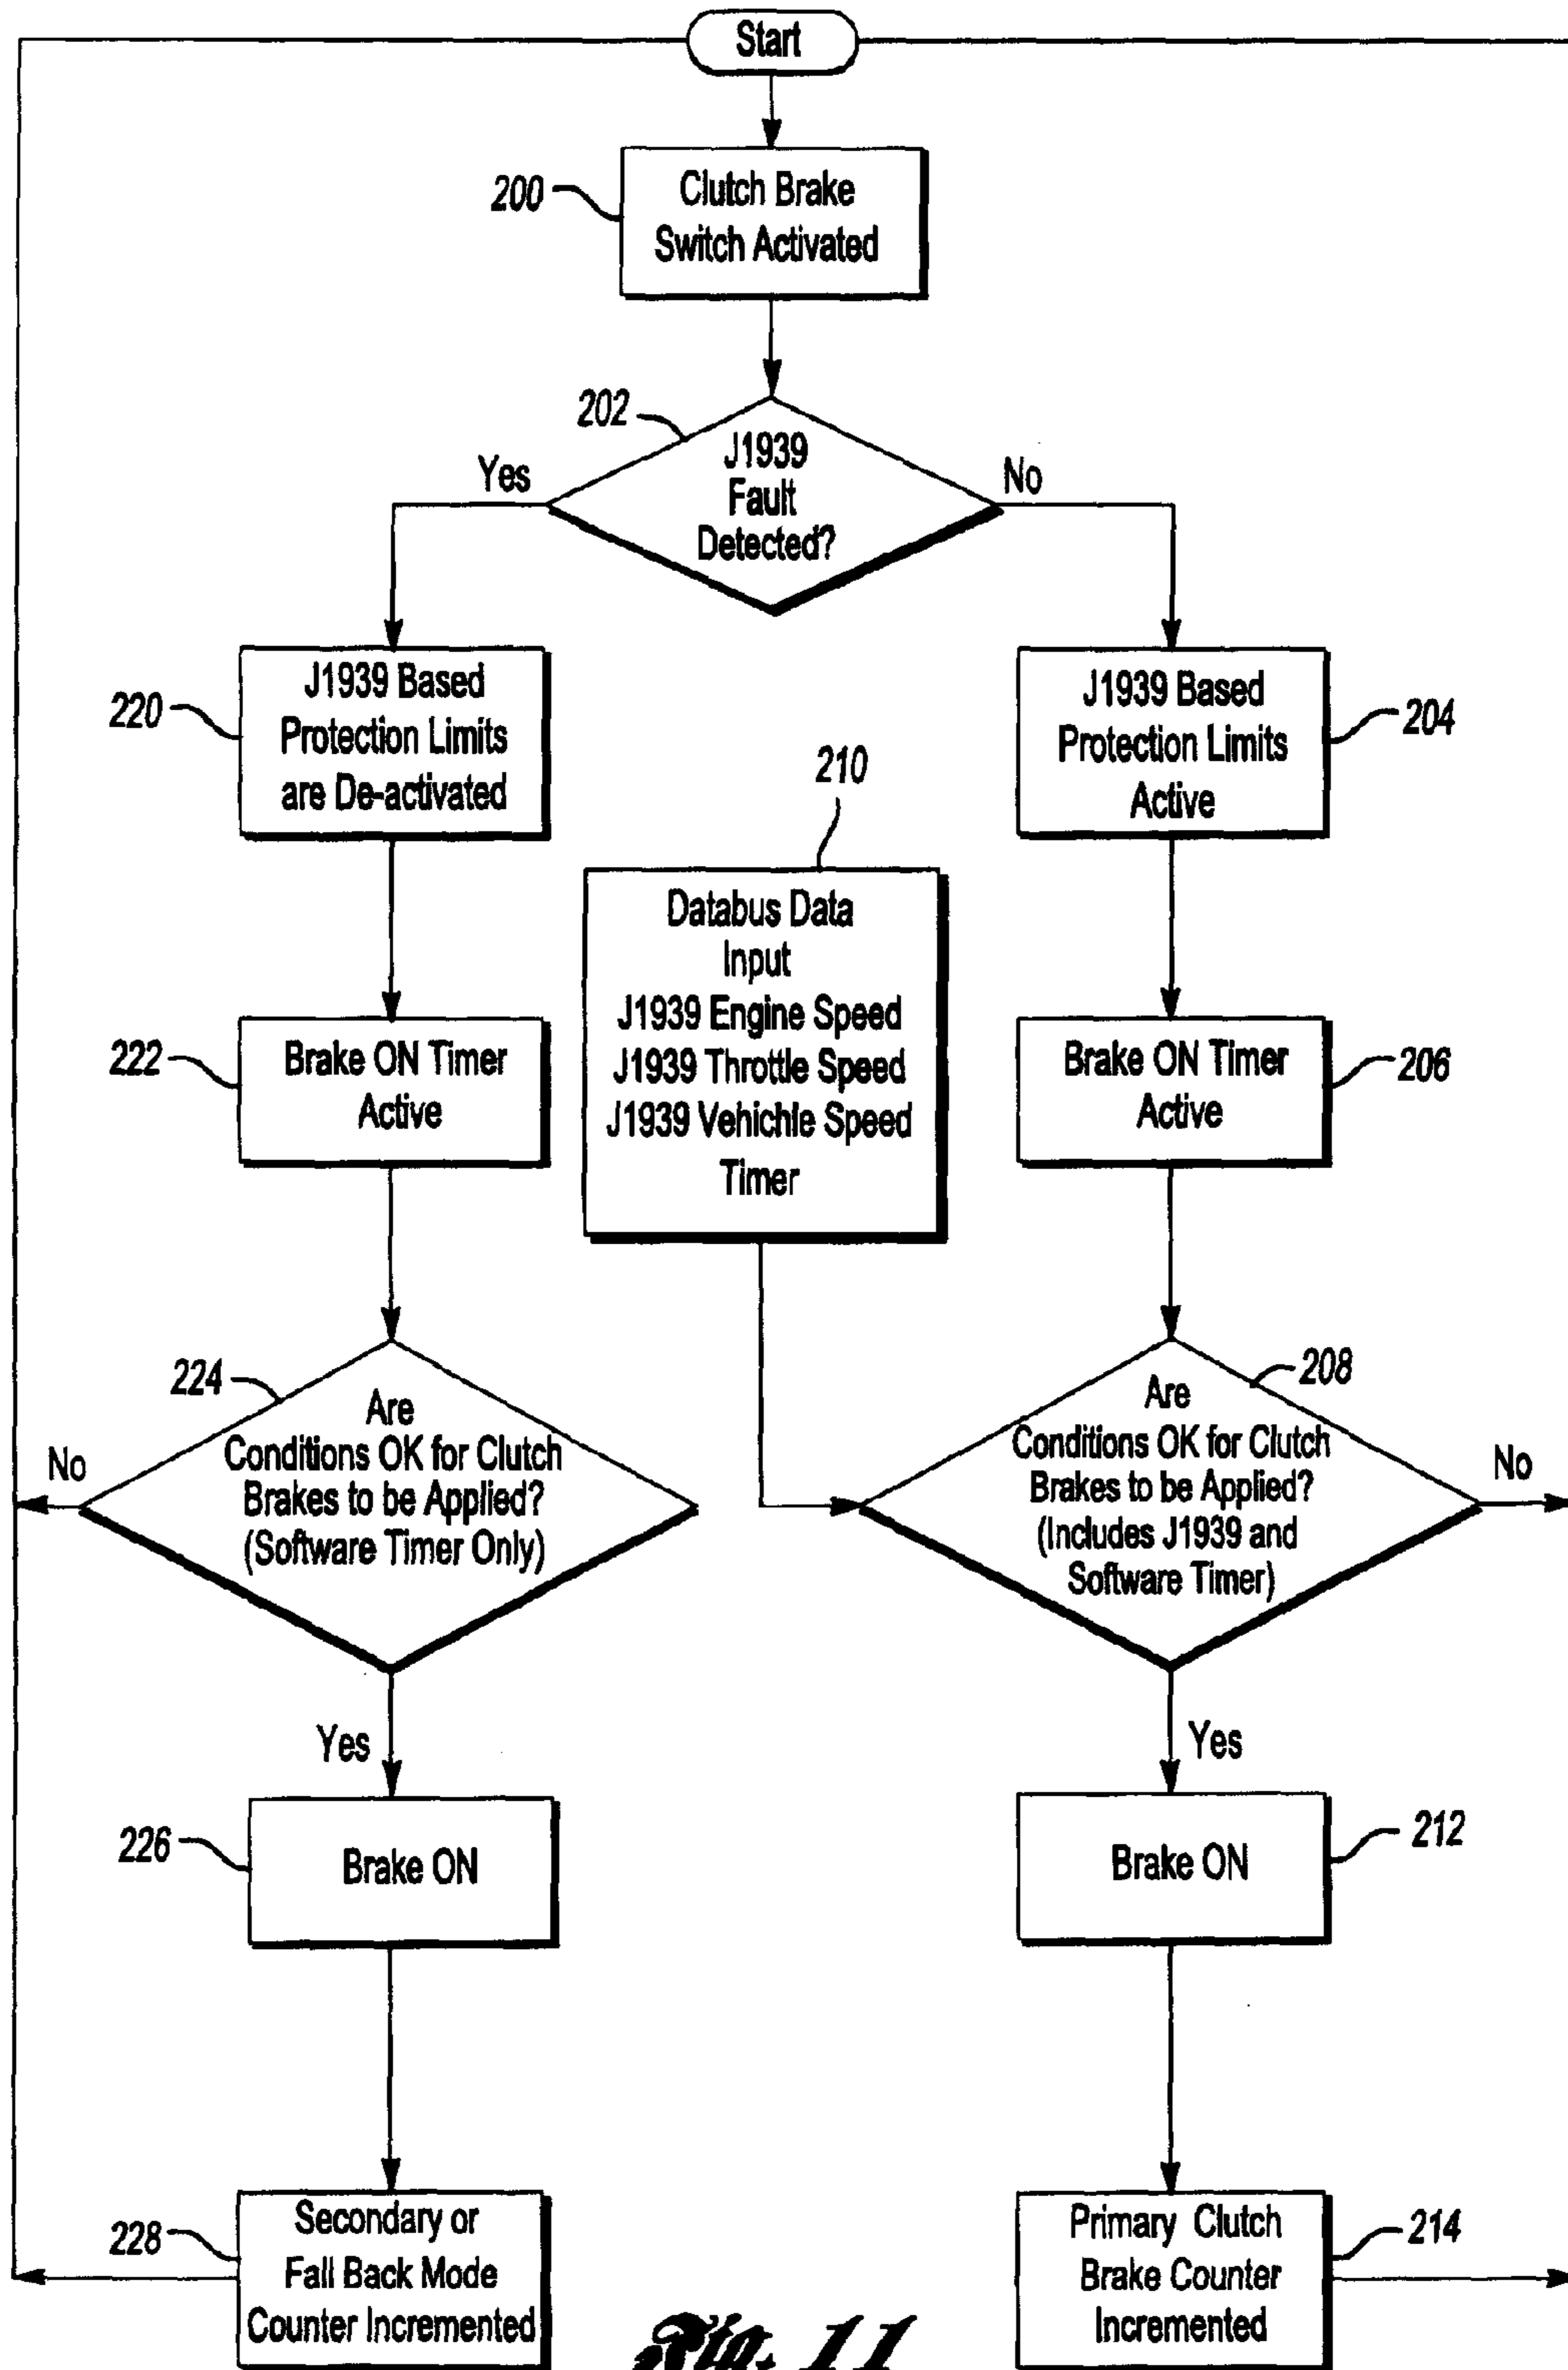 Start
200
Clutch Brake
Switch Activated
202
J1939
Fault
Detected?
Yes
No
220
J1939 Based
Protection Limits
are De-activated
J1939 Based
Protection Limits
Active
204
210
Databus Data
Input
J1939 Engine Speed
J1939 Throttle Speed
J1939 Vehichle Speed
Timer
222
Brake ON Timer
Active
Brake ON Timer
Active
206
224
Are
Conditions OK for Clutch
Brakes to be Applied?
(Software Timer Only)
No
Yes
208
Are
Conditions OK for Clutch
Brakes to be Applied?
(Includes J1939 and
Software Timer)
No
Yes
226
Brake ON
Brake ON
212
228
Secondary or
Fall Back Mode
Counter Incremented
Primary Clutch
Brake Counter
Incremented
214
Fig. 11